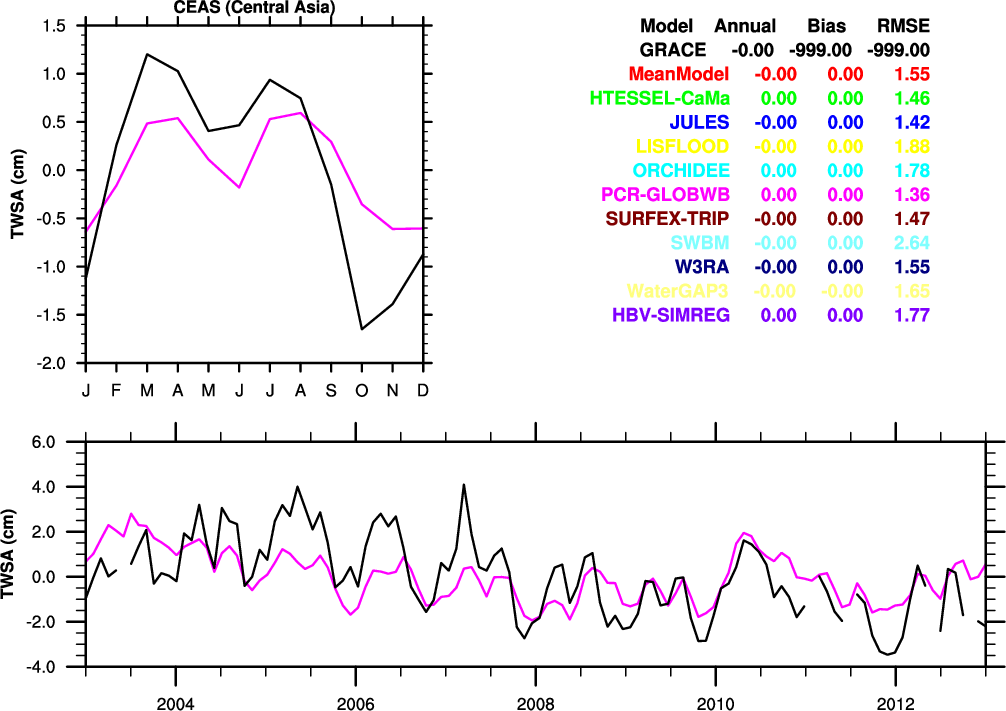 CEAS (Central Asia)
1.5
1.0
0.5
0.0
-0.5
-1.0
-1.5
-2.0
TWSA (cm)
J F M A M J J A S O N D
Model Annual Bias RMSE
GRACE -0.00 -999.00 -999.00
MeanModel -0.00 0.00 1.55
HTESSEL-CaMa 0.00 0.00 1.46
JULES -0.00 0.00 1.42
LISFLOOD -0.00 0.00 1.88
ORCHIDEE 0.00 0.00 1.78
PCR-GLOBWB 0.00 0.00 1.36
SURFEX-TRIP -0.00 0.00 1.47
SWBM -0.00 0.00 2.64
W3RA -0.00 0.00 1.55
WaterGAP3 -0.00 -0.00 1.65
HBV-SIMREG 0.00 0.00 1.77
6.0
4.0
2.0
0.0
-2.0
-4.0
TWSA (cm)
2004 2006 2008 2010 2012